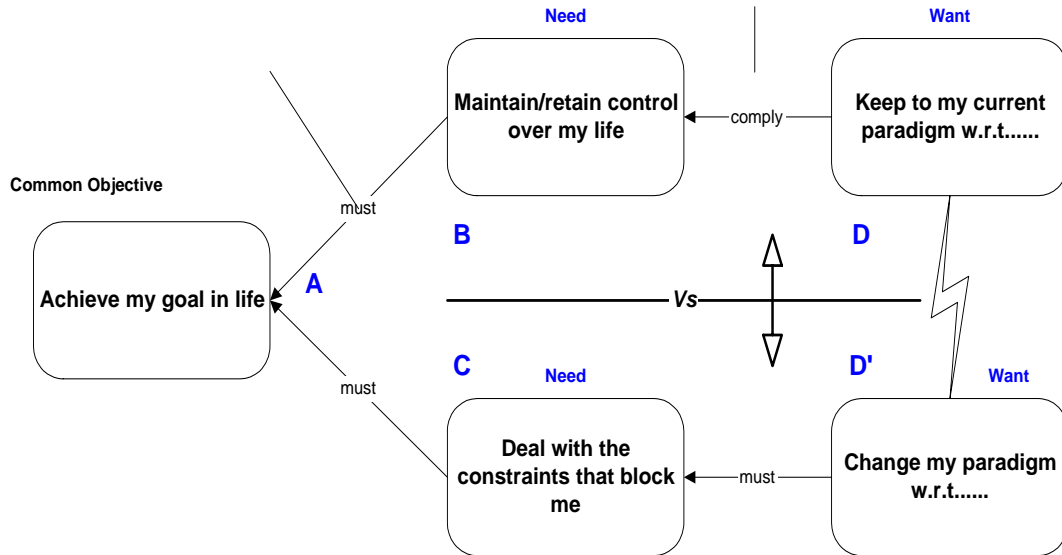 Need
Want
Maintain/retain control
over my life
comply
Keep to my current
paradigm w.r.t......
Common Objective
must
B
D
Achieve my goal in life
A
Vs
C
Need
D'
Want
must
Deal with the
constraints that block
me
must
Change my paradigm
w.r.t......